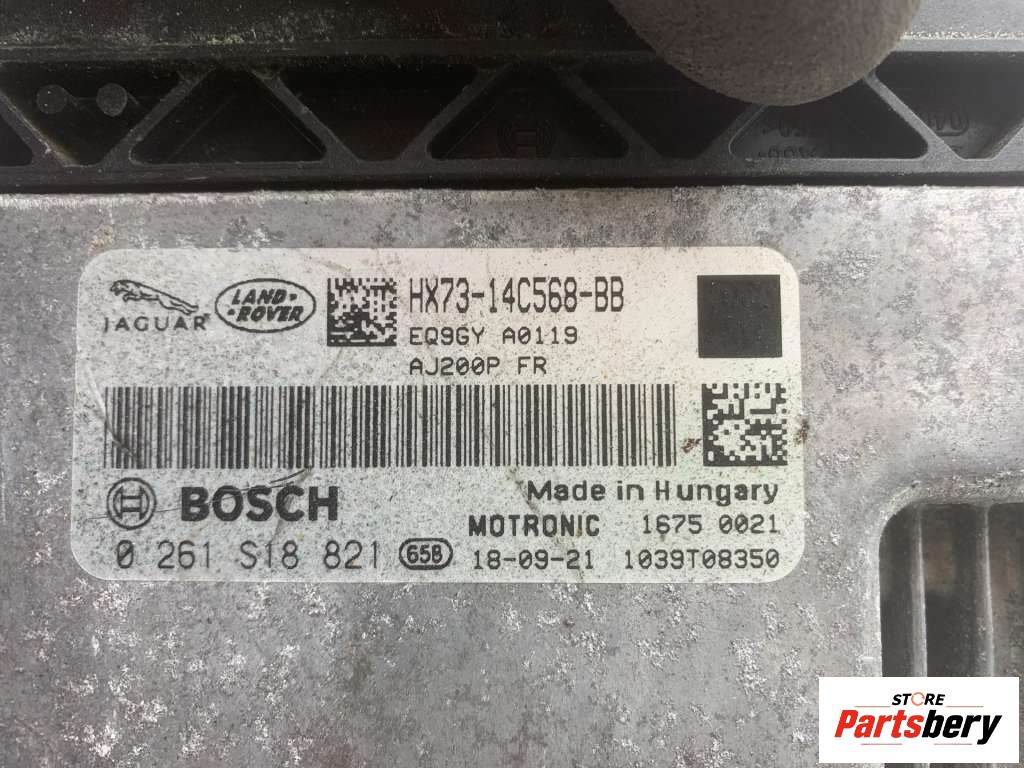 JAGUAR
LAND-
ROVER
HX73-14C568-BB
EQ9GY A0119
AJ200P FR
BOSCH
Made in Hungary
MOTRONIC 1675 0021
0 261 S18 821 65B 18-09-21 1039T08350
STORE
Partsbery